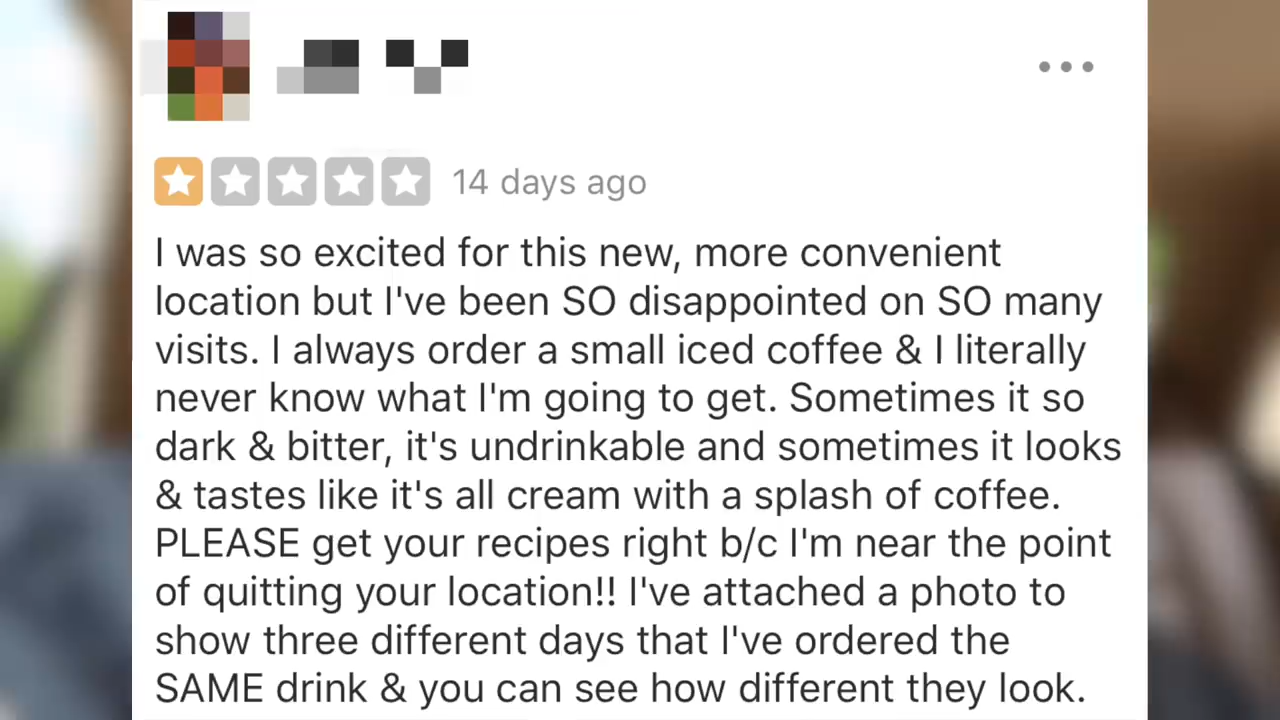 14 days ago
I was so excited for this new, more convenient
location but I've been SO disappointed on SO many
visits. I always order a small iced coffee & I literally
never know what I'm going to get. Sometimes it so
dark & bitter, it's undrinkable and sometimes it looks
& tastes like it's all cream with a splash of coffee.
PLEASE get your recipes right b/c I'm near the point
of quitting your location!! I've attached a photo to
show three different days that I've ordered the
SAME drink & you can see how different they look.